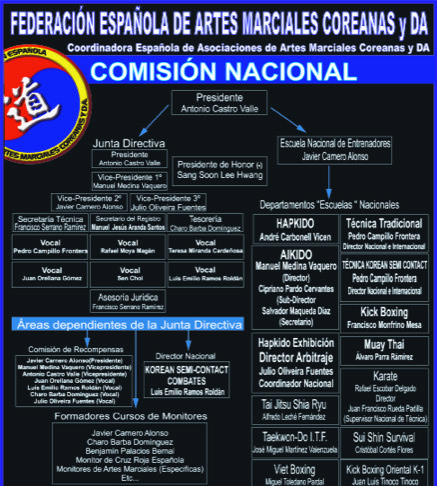 FEDERACIÓN ESPAÑOLA DE ARTES MARCIALES COREANAS y DA
Coordinadora Española de Asociaciones de Artes Marciales Coreanas y DA
COMISIÓN NACIONAL
ESPAÑOLA
ARTES MARCIALES COREANAS Y DA
Presidente
Antonio Castro Valle
Junta Directiva
Presidente
Antonio Castro Valle
Vice-Presidente 1º
Manuel Medina Vaquero
Presidente de Honor (+)
Sang Soon Lee Hwang
Vice-Presidente 2º
Javier Camero Alonso
Vice-Presidente 3º
Julio Oliveira Fuentes
Secretaría Técnica
Francisco Serrano Ramírez
Secretario del Registro
Manuel Jesús Aranda Santos
Tesorería
Charo Barba Domínguez
Vocal
Pedro Campillo Frontera
Vocal
Rafael Moya Magán
Vocal
Teresa Miranda Cerdeñosa
Vocal
Juan Orellana Gómez
Vocal
Ben Choi
Vocal
Luis Emilio Ramos Roldán
Asesoría Juridica
Francisco Serrano Ramírez
Áreas dependientes de la Junta Directiva
Comisión de Recompensas
Javier Carnero Alonso(Presidente)
Manuel Medina Vaquero (Vicepresidente)
Antonio Castro Valle (Vicepresidente)
Juan Orellana Gómez (Vocal)
Luis Emilio Ramos Roldán (Vocal)
Charo Barba Domínguez (Vocal)
Julio Oliveira Fuentes (Vocal)
Director Nacional
KOREAN SEMI-CONTACT
COMBATES
Luis Emilio Ramos Roldán
Formadores Cursos de Monitores
Javier Carnero Alonso
Charo Barba Domínguez
Benjamín Palacios Bernal
Monitor de Cruz Roja Española
Monitores de Artes Marciales (Especificas)
Etc...
Escuela Nacional de Entrenadores
Javier Camero Alonso
Departamentos "Escuelas" Nacionales
HAPKIDO
André Carbonell Vicen
AIKIDO
Manuel Medina Vaquero
(Director)
Cipriano Pardo Cervantes
(Sub-Director)
Salvador Maqueda Díaz
(Secretario)
Hapkido Exhibición
Director Arbitraje
Julio Oliveira Fuentes
Coordinador Nacional
Tai Jitsu Shia Ryu
Alfredo Leché Fernández
Taekwon-Do I.T.F.
José Miguel Martínez Valenzuela
Viet Boxing
Miguel Toledano Pardal
Técnica Tradicional
Pedro Campillo Frontera
Director Nacional e Internacional
TÉCNICA KOREAN SEMI CONTACT
Pedro Campillo Frontera
Director Nacional e Internacional
Kick Boxing
Francisco Monfrino Mesa
Muay Thai
Álvaro Parra Rámirez
Karate
Rafael Escobar Delgado
Director
Juan Francisco Rueda Padilla
(Supervisor Nacional de Técnica)
Sui Shin Survival
Cristóbal Cortés Flores
Kick Boxing Oriental K-1
Juan Luis Tinoco Tinoco